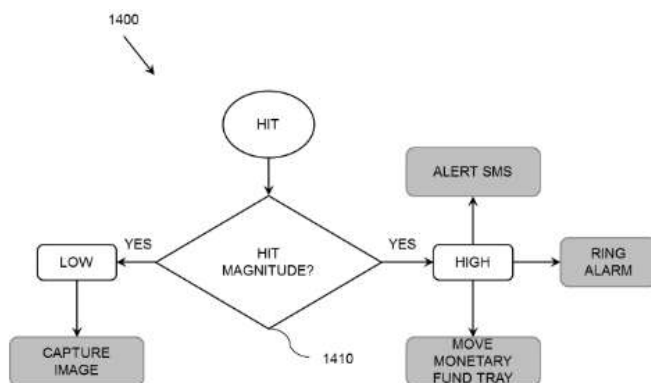 1400
HIT
ALERT SMS
YES
HIT
MAGNITUDE?
YES
LOW
HIGH
RING
ALARM
CAPTURE
IMAGE
1410
MOVE
MONETARY
FUND TRAY